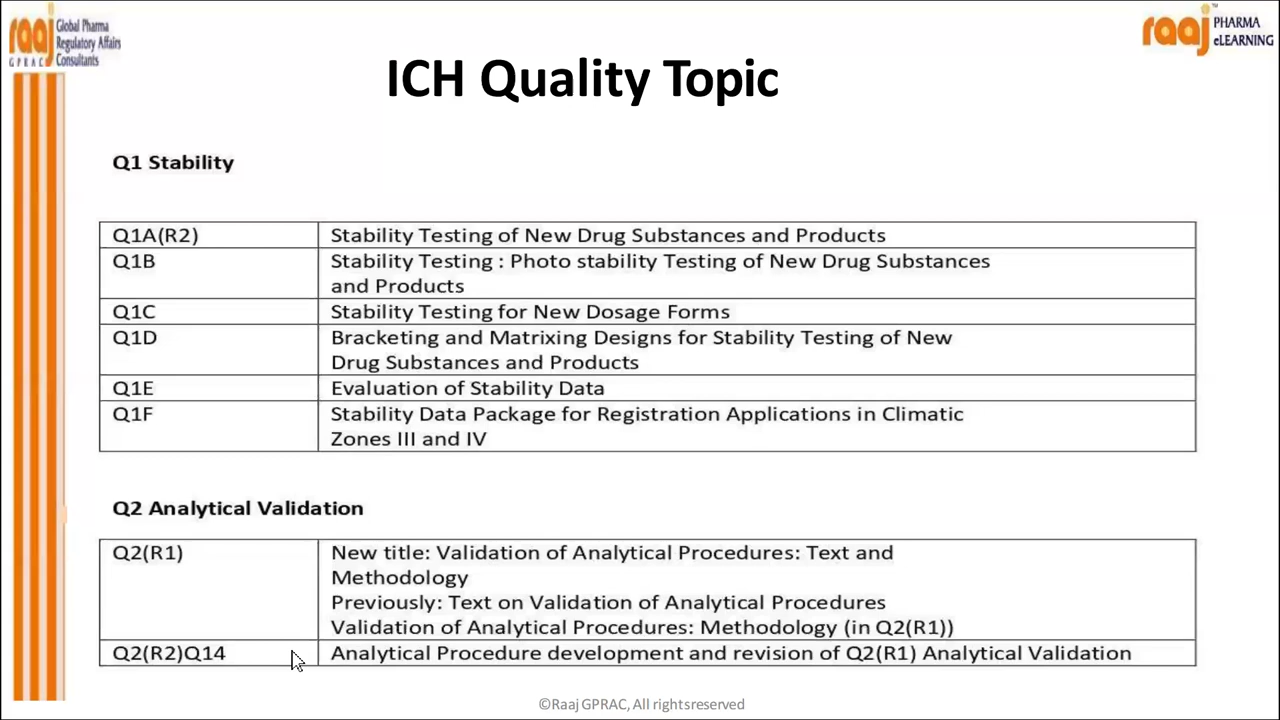 raaj
GPRAC
Global Pharma
Regulatory Affairs
Consultants
raaj
PHARMA
eLEARNING
ICH Quality Topic
Q1 Stability
Q1A(R2) Stability Testing of New Drug Substances and Products
Q1B Stability Testing : Photo stability Testing of New Drug Substances
and Products
Q1C Stability Testing for New Dosage Forms
Q1D Bracketing and Matrixing Designs for Stability Testing of New
Drug Substances and Products
Q1E Evaluation of Stability Data
Q1F Stability Data Package for Registration Applications in Climatic
Zones III and IV
Q2 Analytical Validation
Q2(R1) New title: Validation of Analytical Procedures: Text and
Methodology
Previously: Text on Validation of Analytical Procedures
Validation of Analytical Procedures: Methodology (in Q2(R1))
Q2(R2)Q14 Analytical Procedure development and revision of Q2(R1) Analytical Validation
©Raaj GPRAC, All rightsreserved